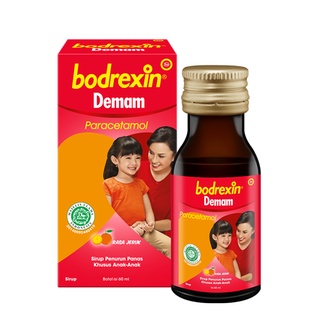 bodrexin®
Demam
Paracetamol
RASA JERUK
Sirup Penurun Panas
Khusus Anak-Anak
Sirup
Botol isi 60 ml
bodrexin
Demam
Paracetamol
Sirup Penurun Panas
Khusus Anak-Anak